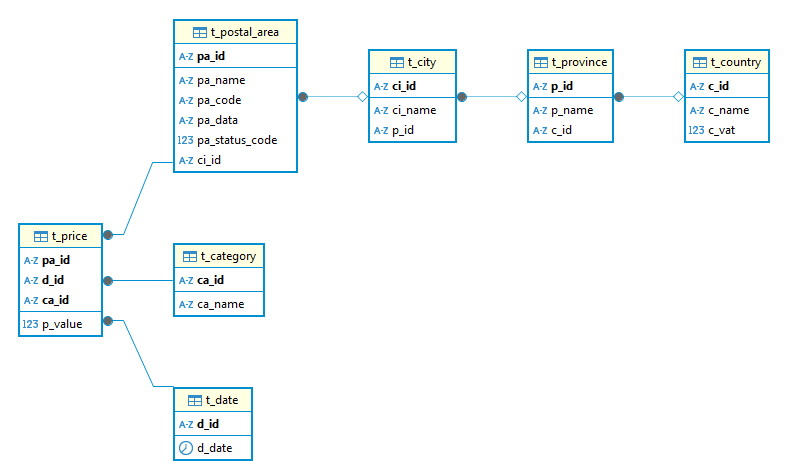 t_postal_area
A-Z pa_id
A-Z pa_name
A-Z pa_code
A-Z pa_data
123 pa_status_code
A-Z ci_id
t_city
A-Z ci_id
A-Z ci_name
A-Z p_id
t_province
A-Z p_id
A-Z p_name
A-Z c_id
t_country
A-Z c_id
A-Z c_name
123 c_vat
t_price
A-Z pa_id
A-Z d_id
A-Z ca_id
123 p_value
t_category
A-Z ca_id
A-Z ca_name
t_date
A-Z d_id
d_date